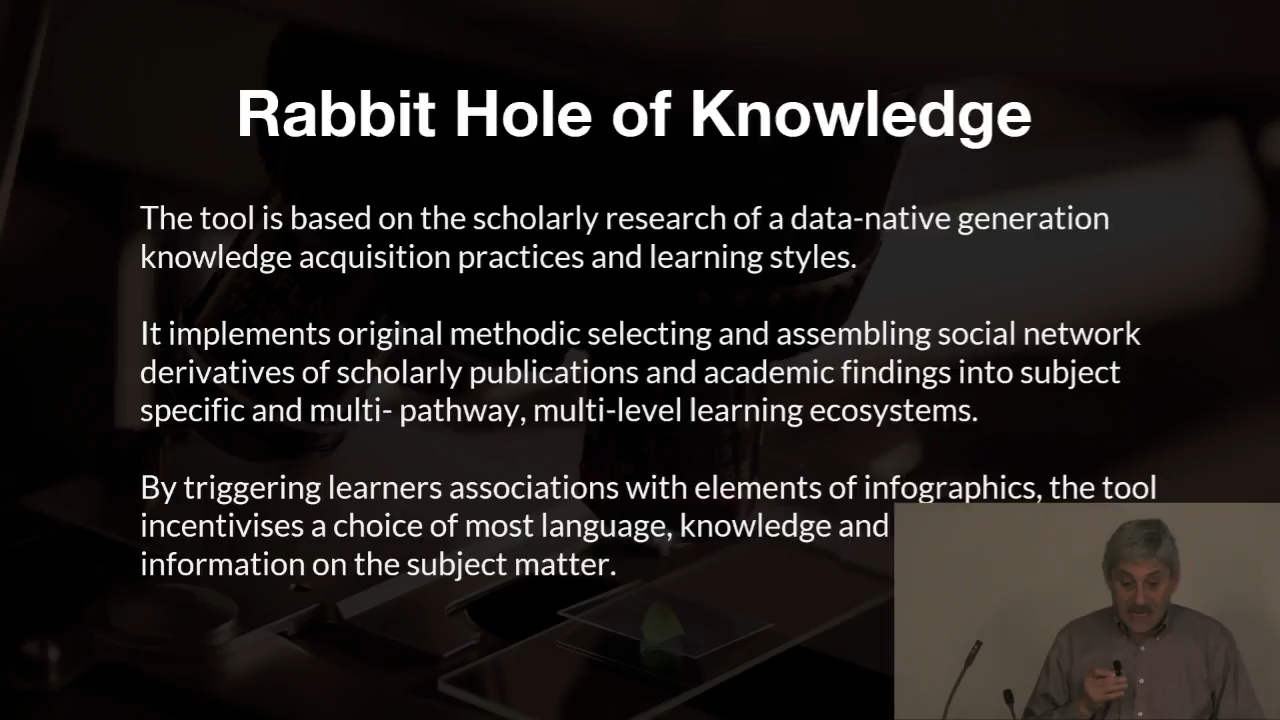 Rabbit Hole of Knowledge
The tool is based on the scholarly research of a data-native generation
knowledge acquisition practices and learning styles.
It implements original methodic selecting and assembling social network
derivatives of scholarly publications and academic findings into subject
specific and multi- pathway, multi-level learning ecosystems.
By triggering learners associations with elements of infographics, the tool
incentivises a choice of most language, knowledge and
information on the subject matter.